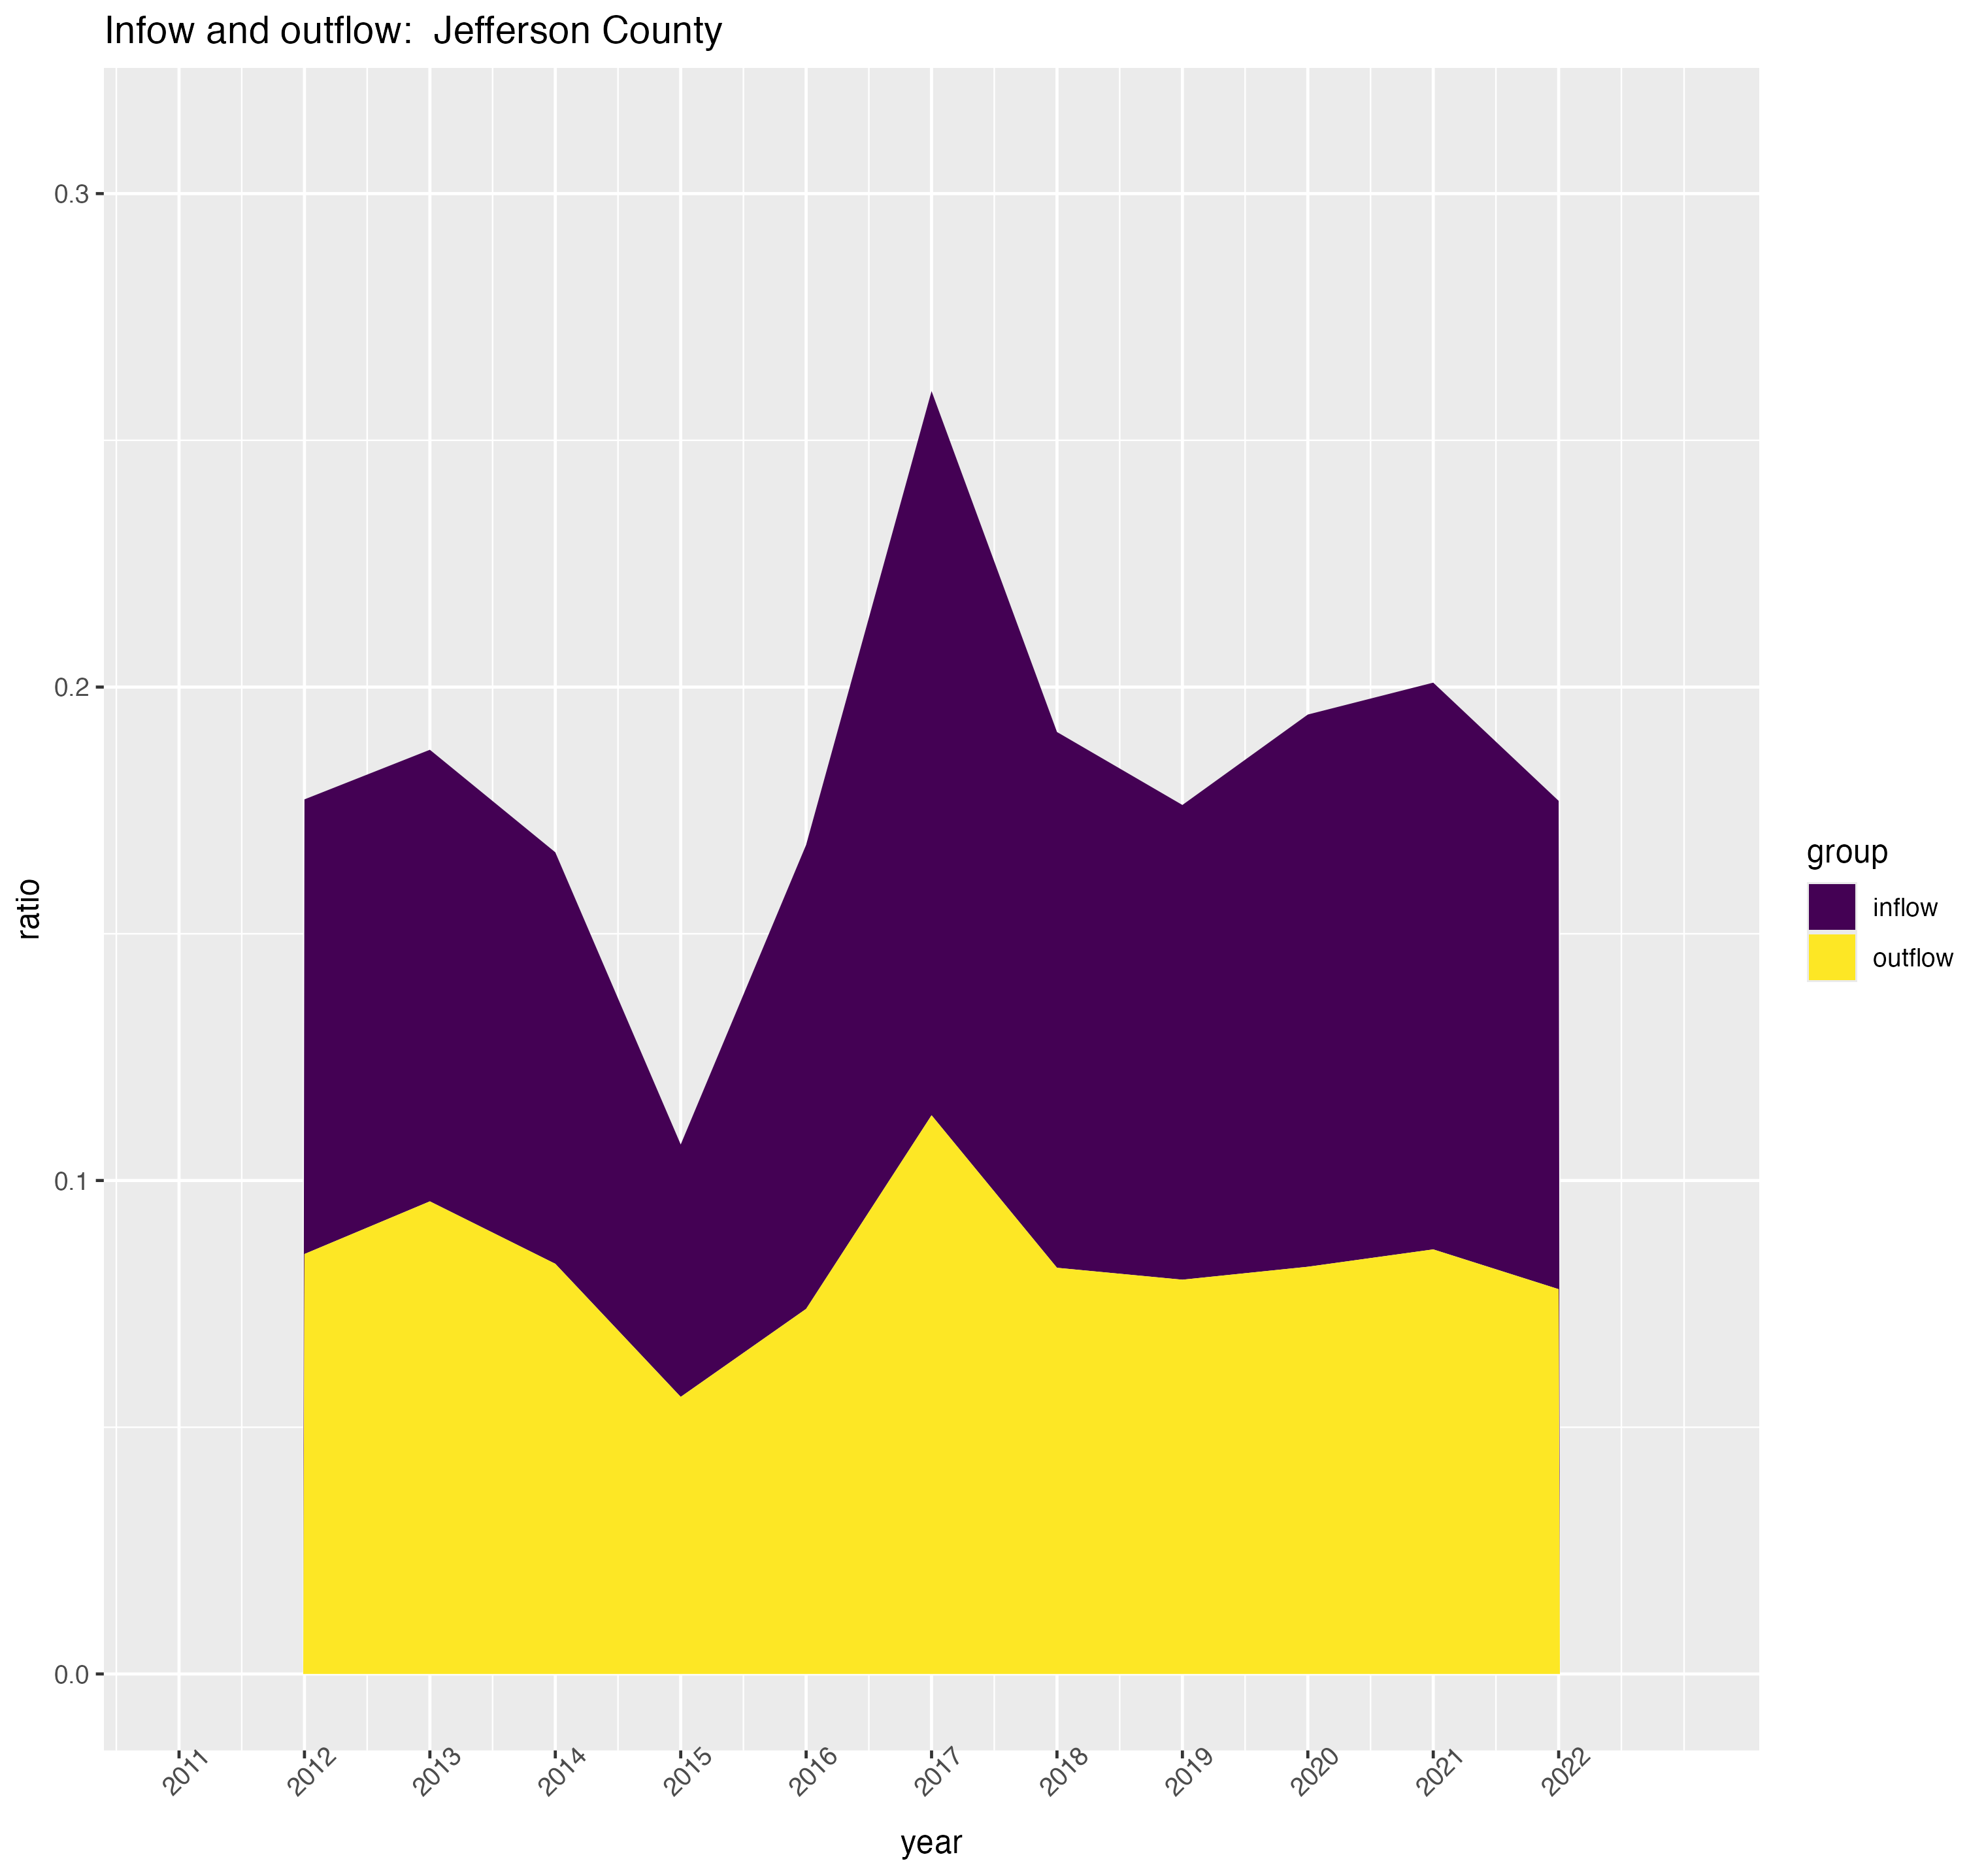 Infow and outflow:  Jefferson County
0.3
0.2
0.1
0.0
ratio
2011
2012
2013
2014
2015
2016
2017
2018
2019
2020
2021
2022
year
group
inflow
outflow